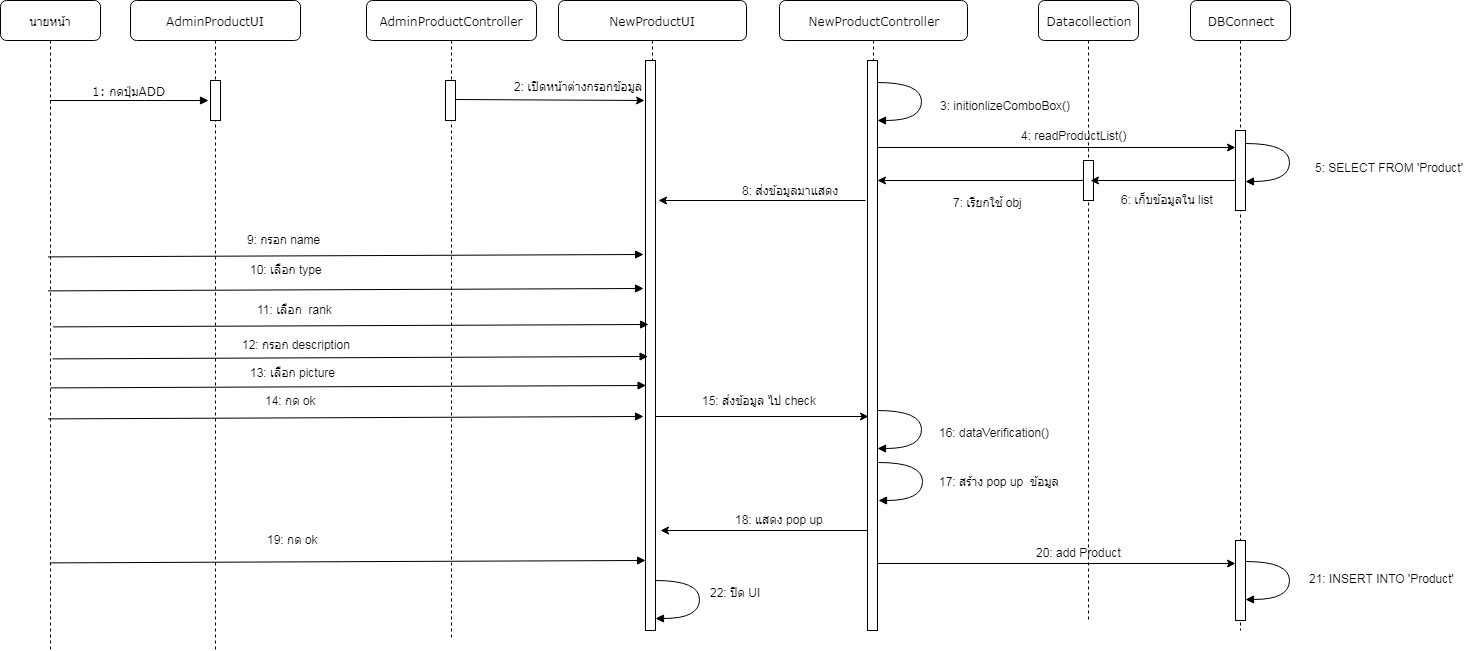 นายหน้า
AdminProductUI
AdminProductController
NewProductUI
NewProductController
Datacollection
DBConnect
1: กดปุ่มADD
2: เปิดหน้าต่างกรอกข้อมูล
3: initionlizeComboBox()
4: readProductList()
5: SELECT FROM 'Product'
6: เก็บข้อมูลใน list
7: เรียกใช้ obj
8: ส่งข้อมูลมาแสดง
9: กรอก name
10: เลือก type
11: เลือก rank
12: กรอก description
13: เลือก picture
14: กด ok
15: ส่งข้อมูล ไป check
16: dataVerification()
17: สร้าง pop up ข้อมูล
18: แสดง pop up
19: กด ok
20: add Product
21: INSERT INTO 'Product'
22: ปิด UI